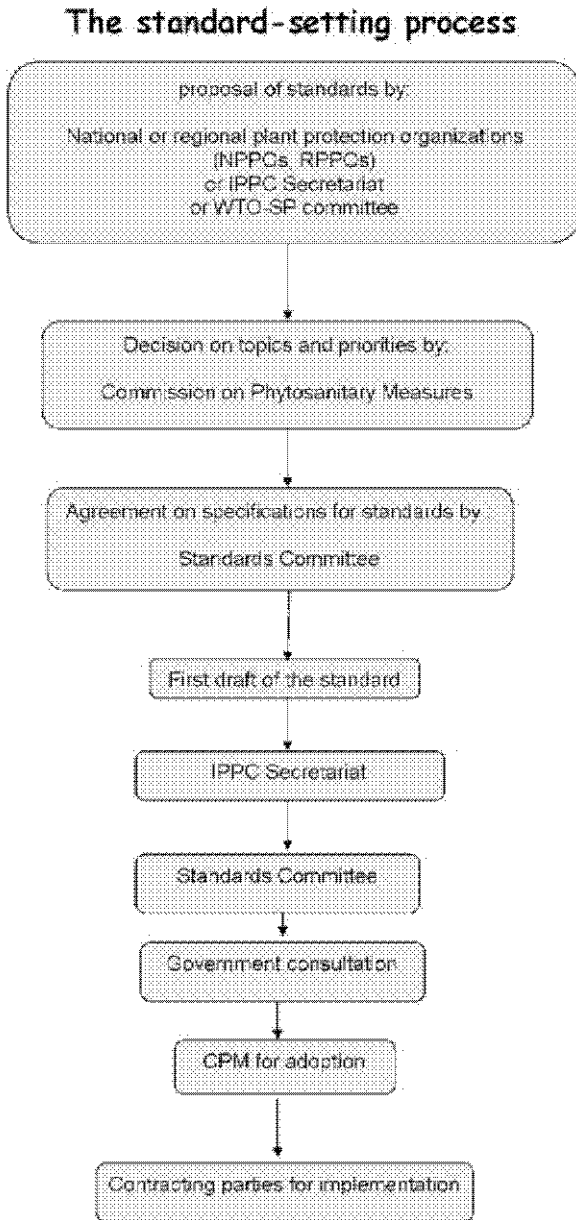 The standard-setting process
proposal of standards by:
National or regional plant protection organizations
(NPPOs, RPPOs)
or IPPC Secretariat
or WTO-SP committee
Decision on topics and priorities by:
Commission on Phytosanitary Measures
Agreement on specifications for standards by
Standards Committee
First draft of the standard
IPPC Secretariat
Standards Committee
Government consultation
CPM for adoption
Contracting parties for implementation